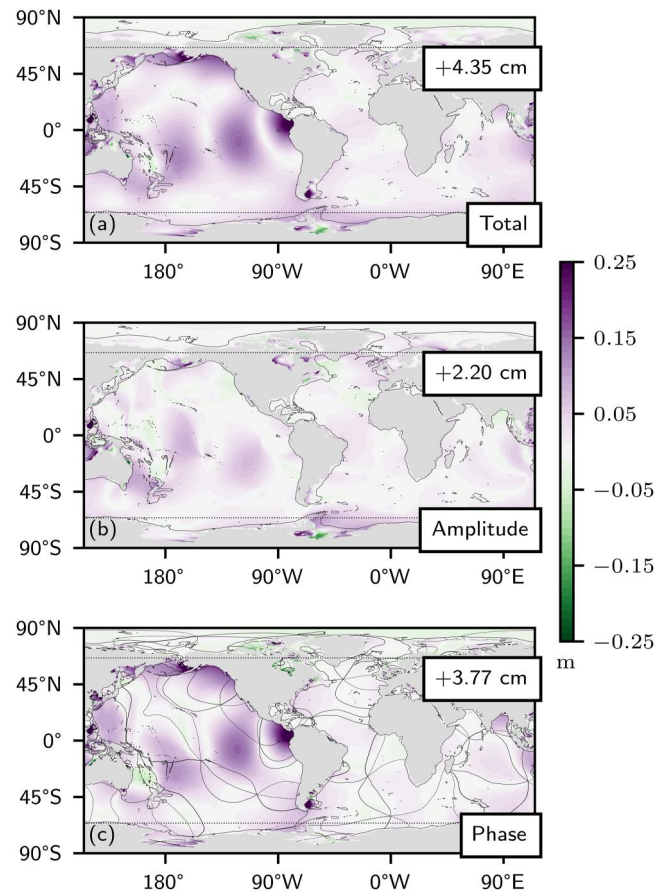 90°N
45°N
0°
45°S
90°S
+4.35 cm
(a)
Total
180° 90°W 0°W 90°E
90°N
45°N
0°
45°S
90°S
+2.20 cm
(b)
Amplitude
180° 90°W 0°W 90°E
0.25
0.15
0.05
−0.05
−0.15
−0.25
m
90°N
45°N
0°
45°S
90°S
+3.77 cm
(c)
Phase
180° 90°W 0°W 90°E